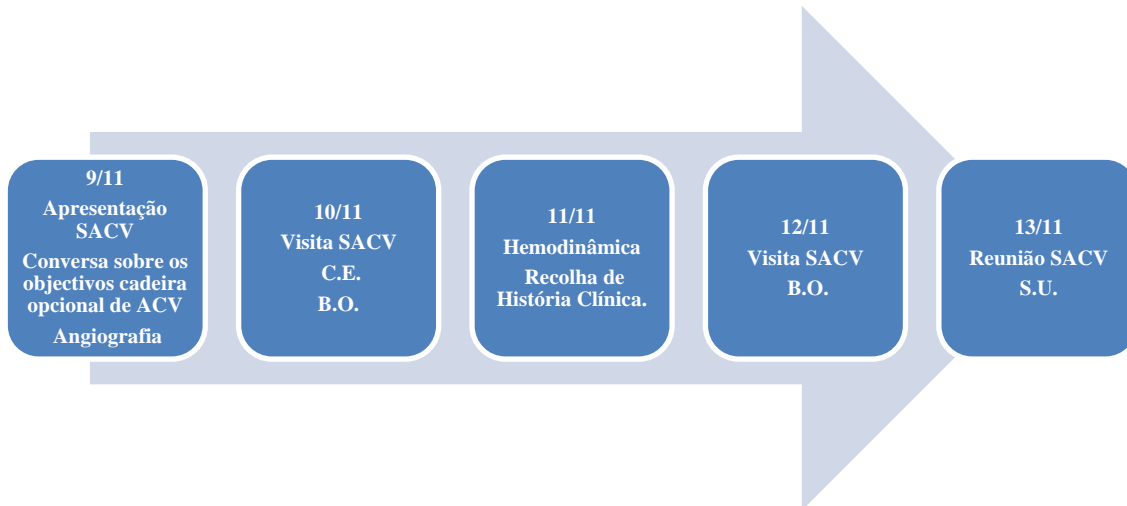 9/11
Apresentação
SACV
Conversa sobre os
objectivos cadeira
opcional de ACV
Angiografia
10/11
Visita SACV
C.E.
B.O.
11/11
Hemodinâmica
Recolha de
História Clínica.
12/11
Visita SACV
B.O.
13/11
Reunião SACV
S.U.